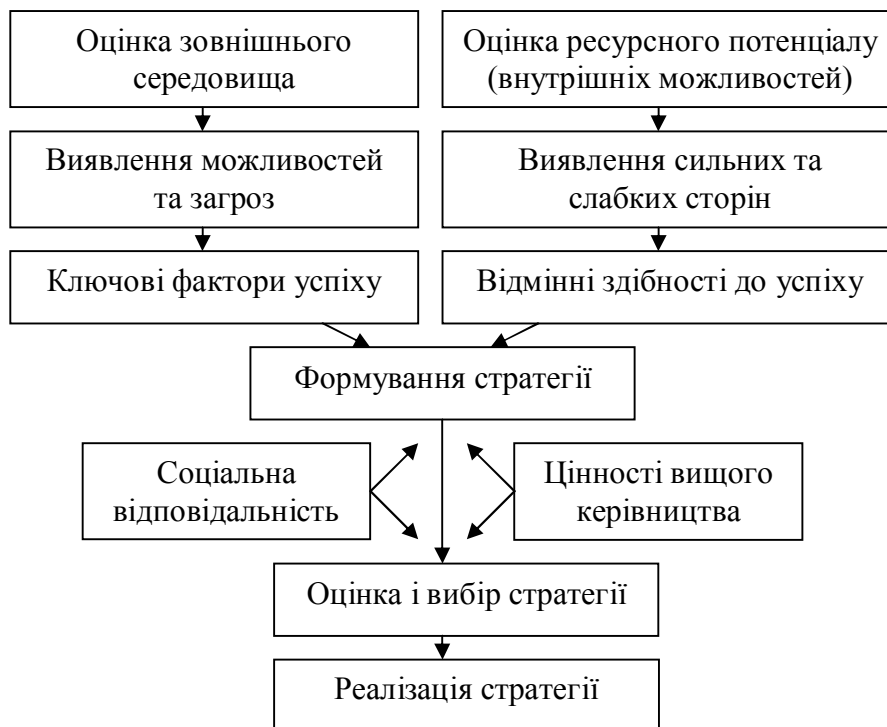 Оцінка зовнішнього
середовища
Оцінка ресурсного потенціалу
(внутрішніх можливостей)
Виявлення можливостей
та загроз
Виявлення сильних та
слабких сторін
Ключові фактори успіху
Відмінні здібності до успіху
Формування стратегії
Соціальна
відповідальність
Цінності вищого
керівництва
Оцінка і вибір стратегії
Реалізація стратегії